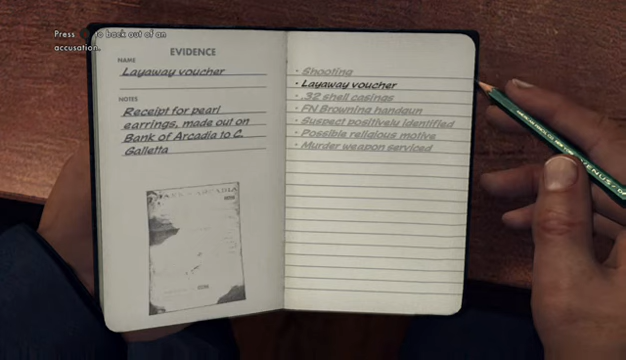 Press to back out of an
accusation.
EVIDENCE
NAME
Layaway voucher
NOTES
Receipt for pearl
earrings, made out on
Bank of Arcadia to C.
Galletta
- Shooting
- Layaway voucher
- .32 shell casings
- FN Browning handgun
- Suspect positively identified
- Possible religious motive
- Murder weapon serviced
VENUS